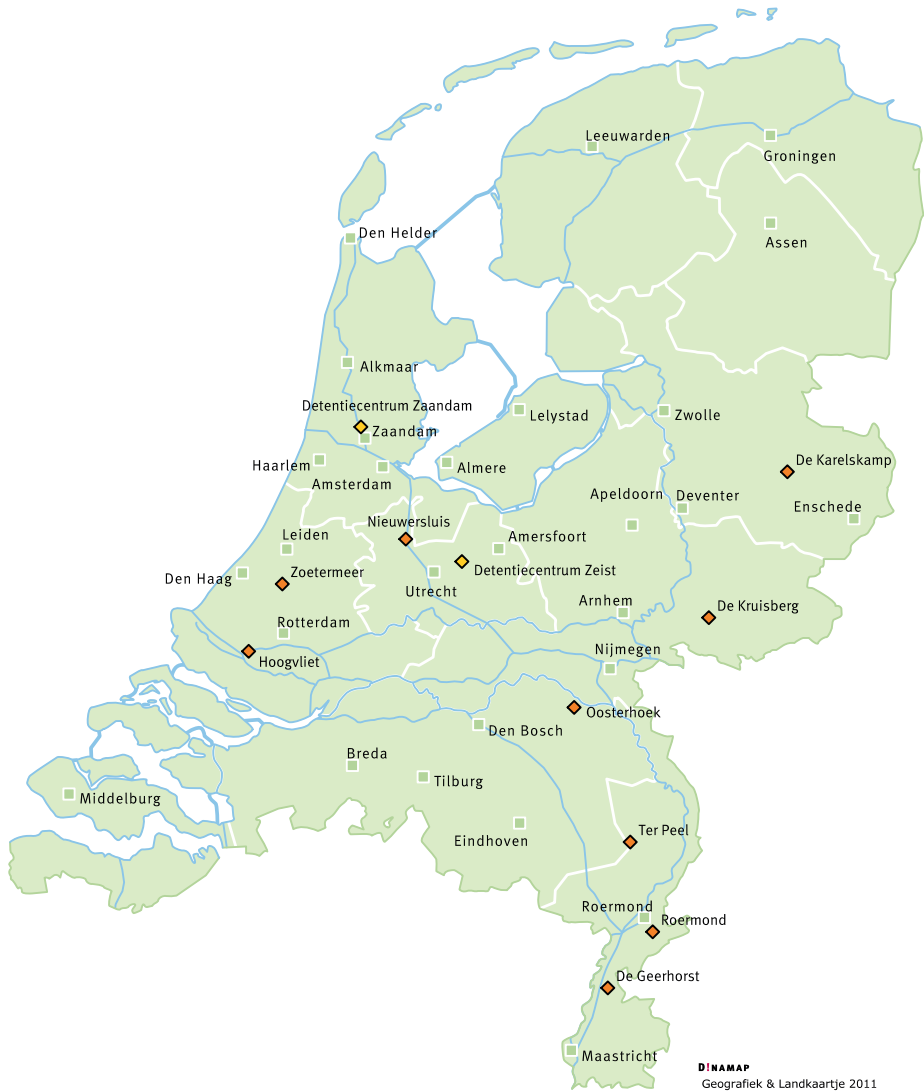 Leeuwarden
Groningen
Den Helder
Assen
Alkmaar
Detentiecentrum Zaandam
Lelystad
Zwolle
Zaandam
Haarlem
Almere
De Karelskamp
Amsterdam
Apeldoorn
Deventer
Enschede
Nieuwersluis
Leiden
Amersfoort
Den Haag
Zoetermeer
Detentiecentrum Zeist
Utrecht
Arnhem
De Kruisberg
Rotterdam
Nijmegen
Hoogvliet
Oosterhoek
Den Bosch
Breda
Tilburg
Middelburg
Ter Peel
Eindhoven
Roermond
Roermond
De Geerhorst
Maastricht
D!NAMAP
Geografiek & Landkaartje 2011